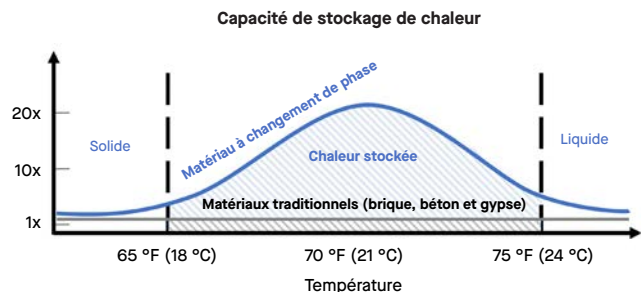 Capacité de stockage de chaleur
20x
10x
1x
Solide
Matériau à changement de phase
Liquide
Chaleur stockée
Matériaux traditionnels (brique, béton et gypse)
65 °F (18 °C)
70 °F (21 °C)
75 °F (24 °C)
Température